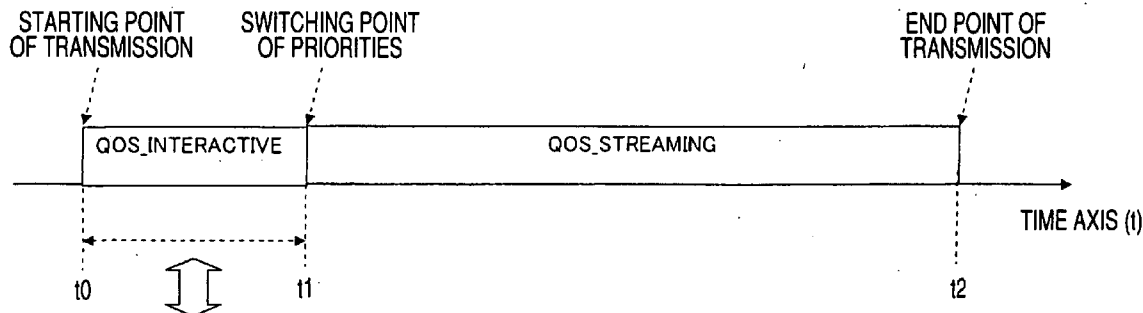 STARTING POINT
OF TRANSMISSION
SWITCHING POINT
OF PRIORITIES
END POINT OF
TRANSMISSION
QOS_INTERACTIVE
QOS_STREAMING
TIME AXIS (t)
t0
t1
t2